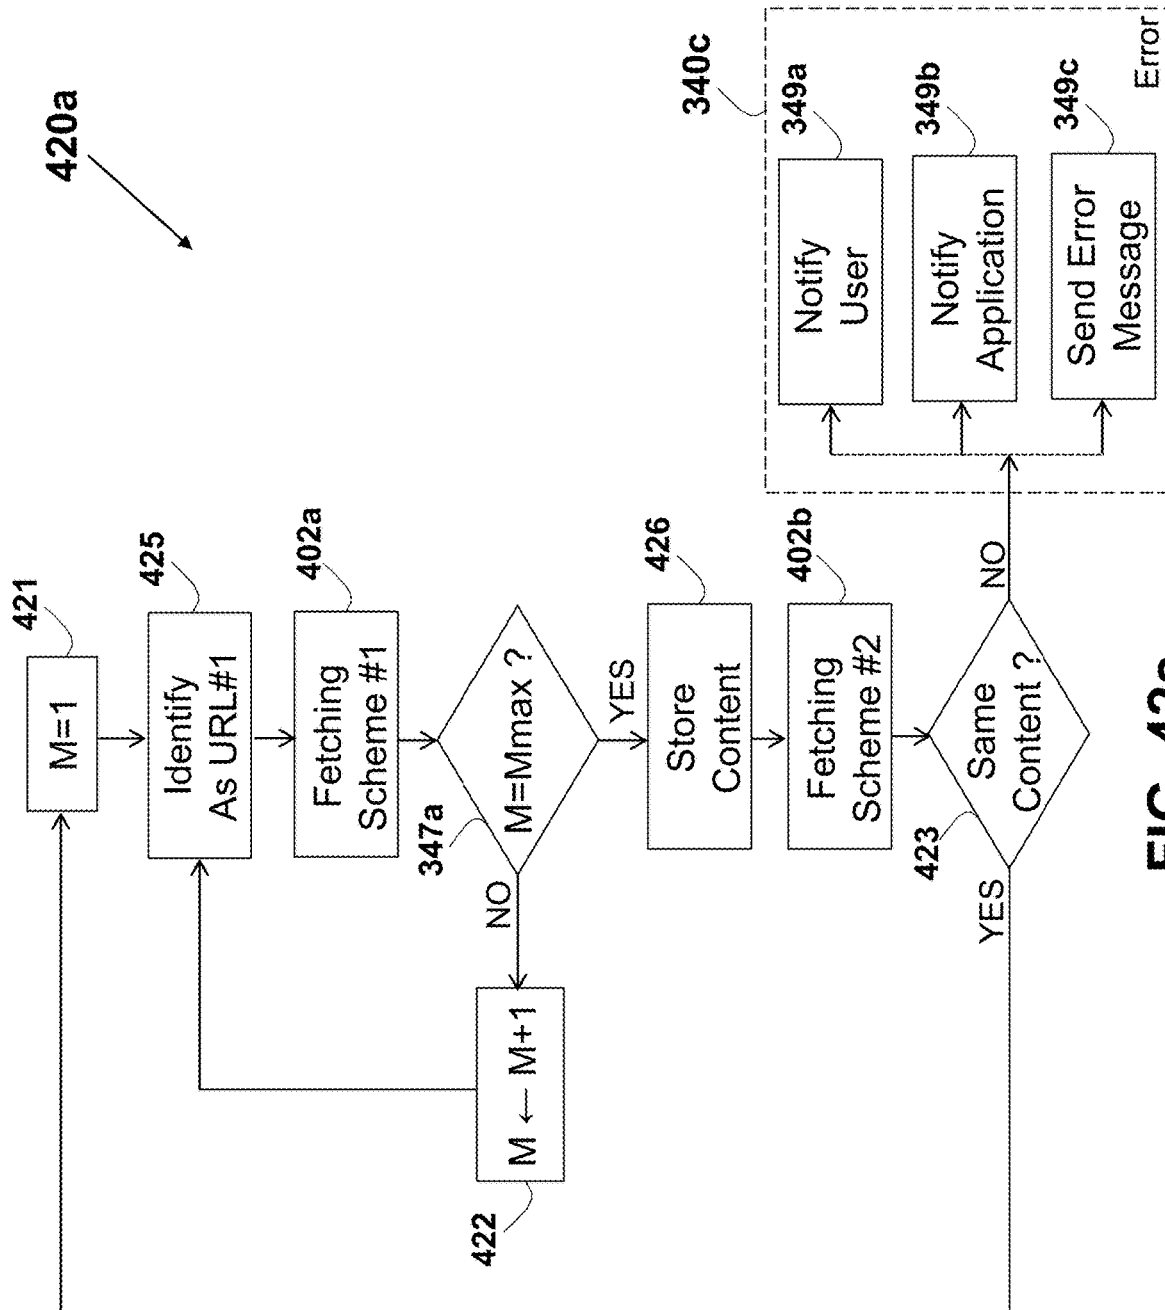 420a
421
M=1
425
Identify
As URL#1
402a
Fetching
Scheme #1
347a
M=Mmax ?
NO
YES
422
M ← M+1
426
Store
Content
402b
Fetching
Scheme #2
423
Same
Content ?
YES
NO
340c
349a
Notify
User
349b
Notify
Application
349c
Send Error
Message
Error
FIG